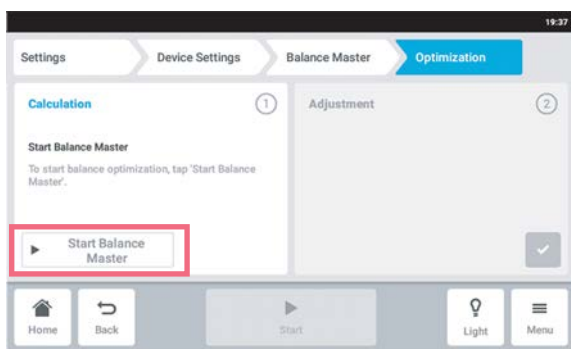 19:37
Settings
Device Settings
Balance Master
Optimization
Calculation
1
Adjustment
2
Start Balance Master
To start balance optimization, tap 'Start Balance
Master'.
Start Balance
Master
Home
Back
Start
Light
Menu